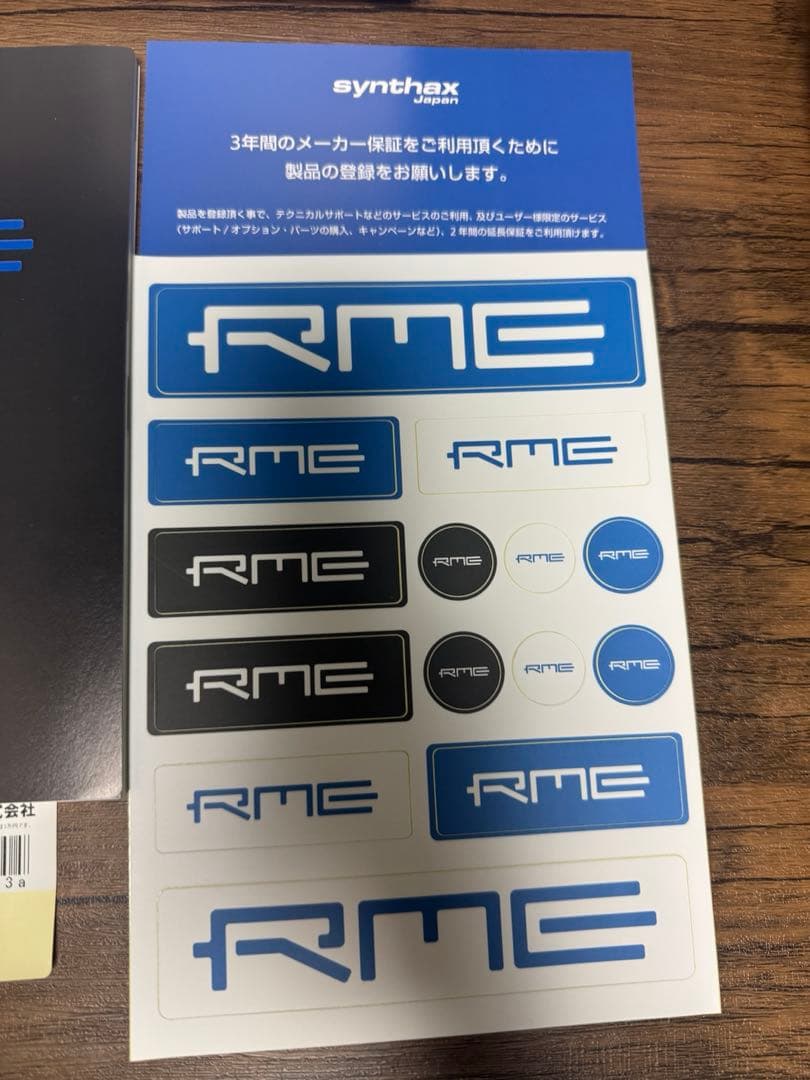 synthax
Japan
3年間のメーカー保証をご利用頂くために
製品の登録をお願いします。
製品を登録頂く事で、テクニカルサポートなどのサービスのご利用、及びユーザー様限定のサービス
（サポート / オプション・パーツの購入、キャンペーンなど）、2 年間の延長保証をご利用頂けます。
RME
RME RME
RME RME RME RME
RME RME RME RME
RME RME
RME
会社
3a